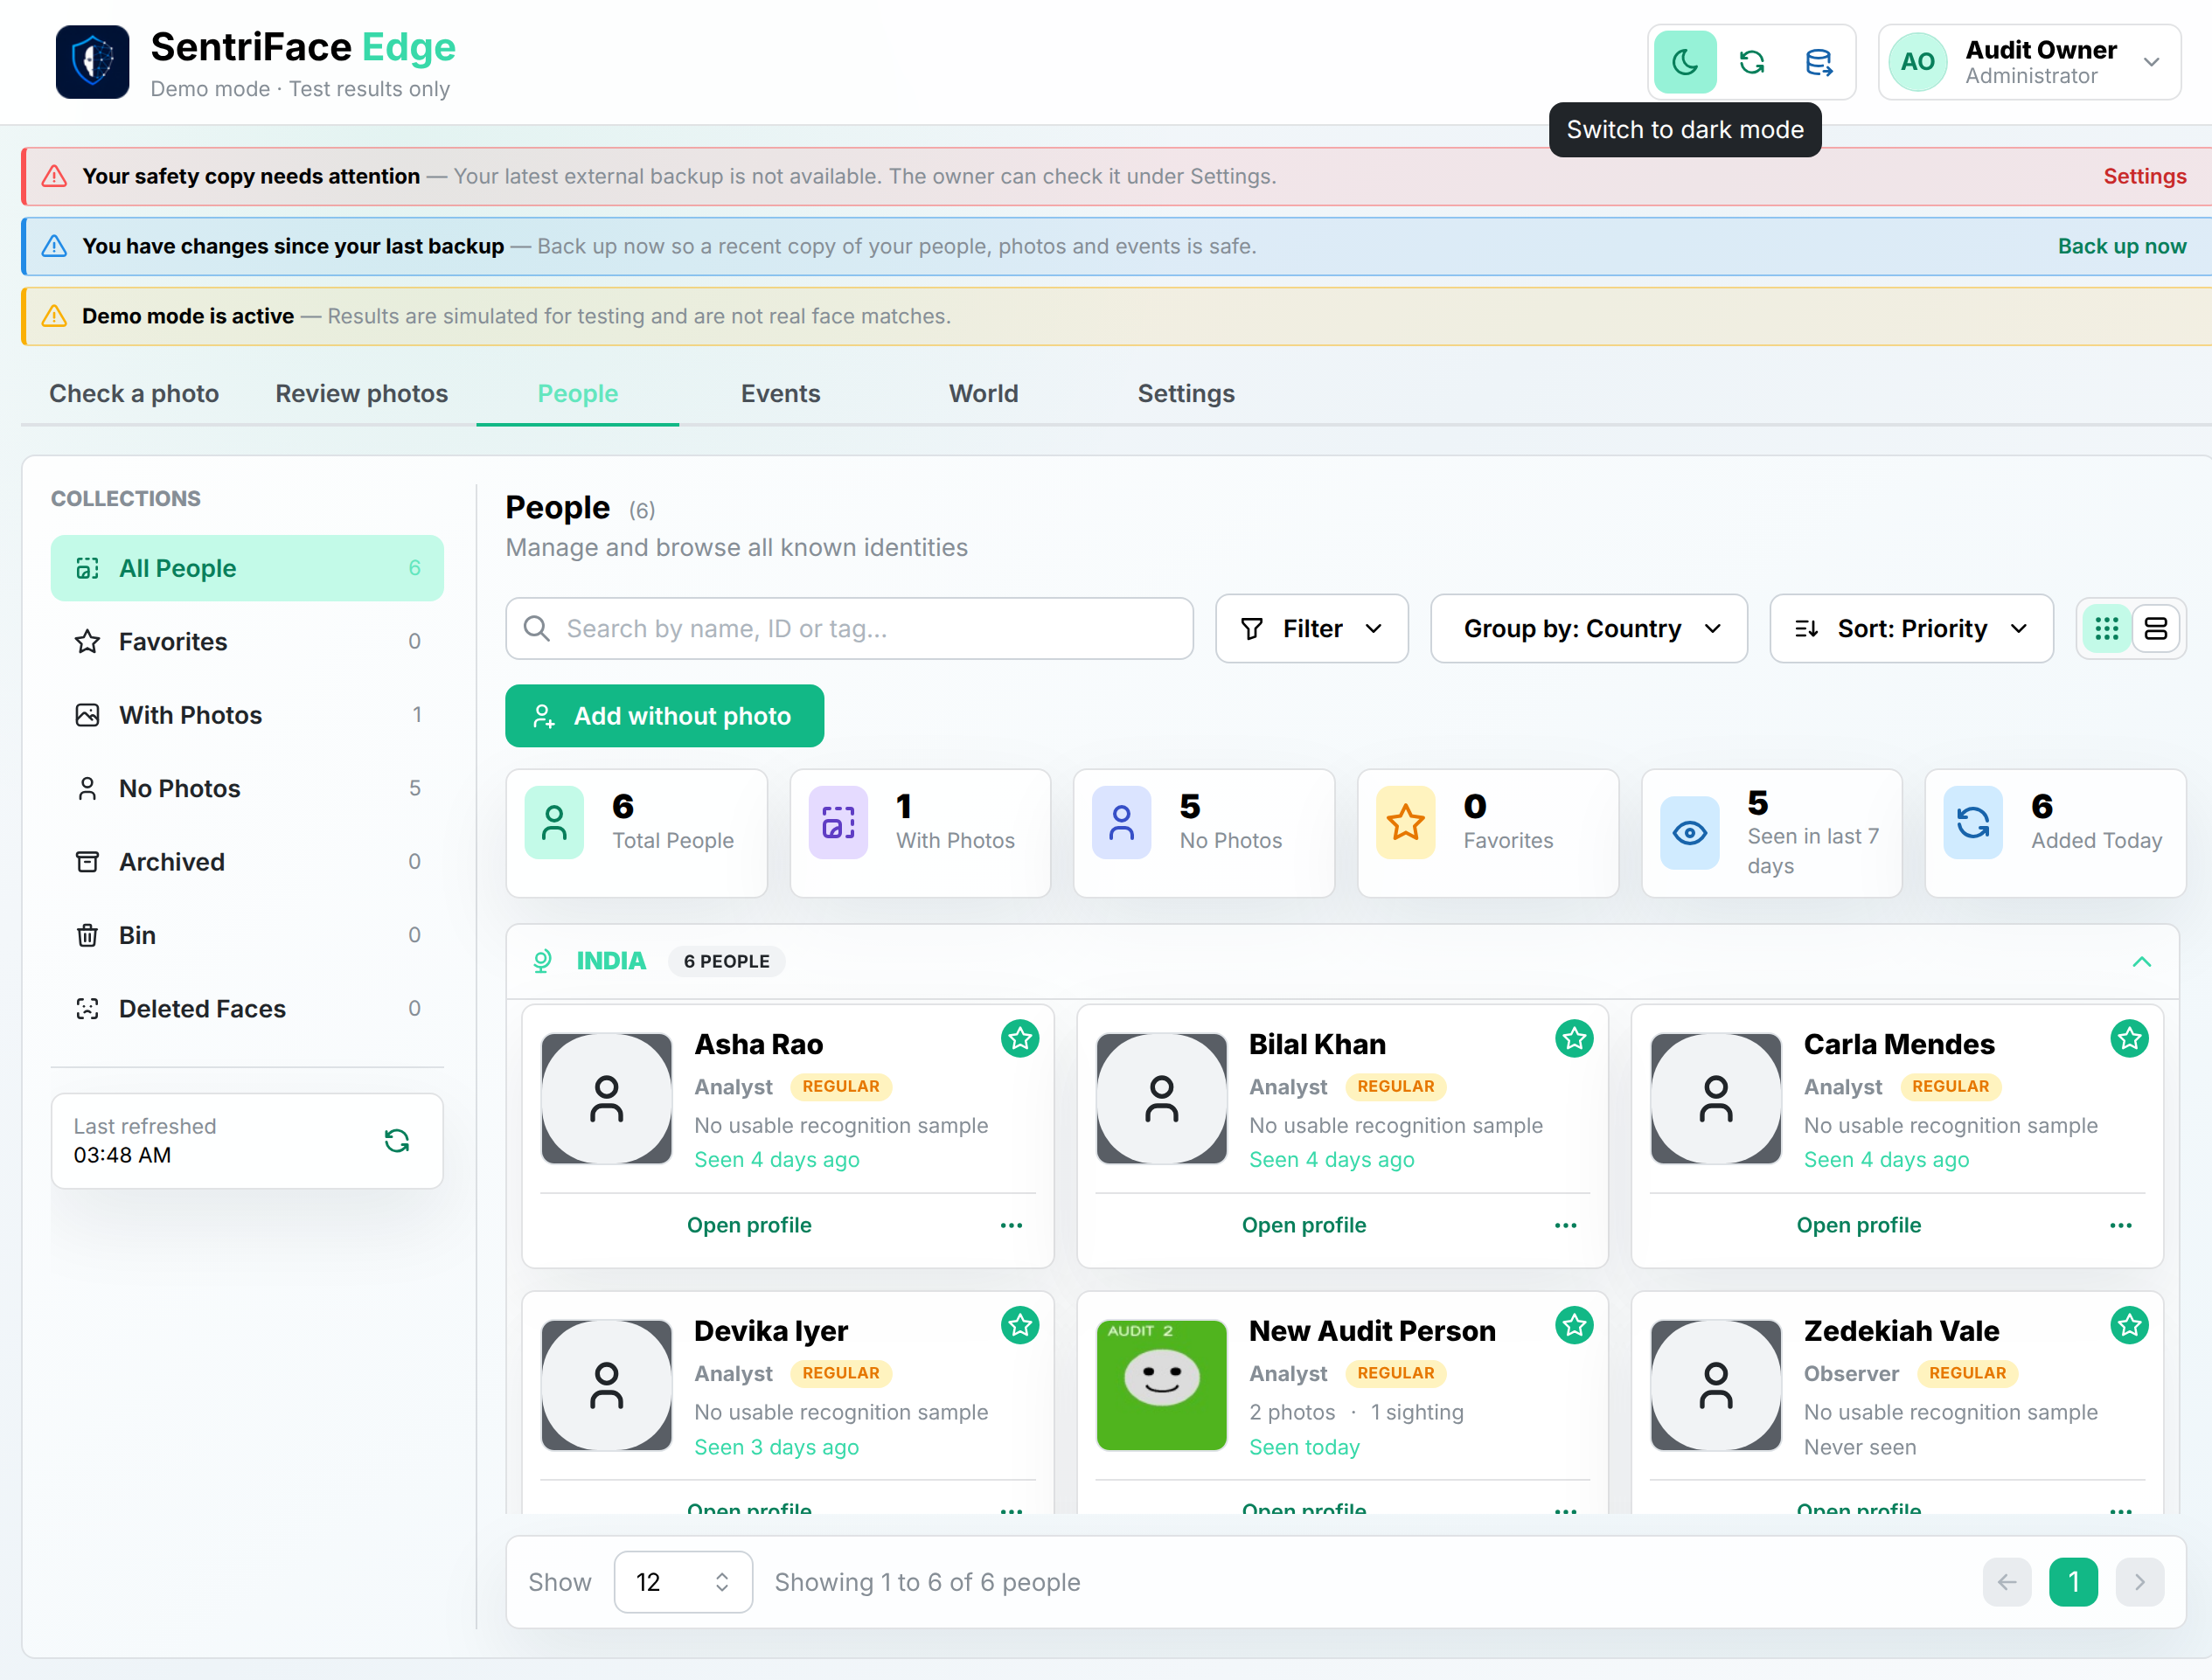 SentriFace Edge
Demo mode · Test results only
AO
Audit Owner
Administrator
Switch to dark mode
Your safety copy needs attention — Your latest external backup is not available. The owner can check it under Settings.
Settings
You have changes since your last backup — Back up now so a recent copy of your people, photos and events is safe.
Back up now
Demo mode is active — Results are simulated for testing and are not real face matches.
Check a photo
Review photos
People
Events
World
Settings
COLLECTIONS
All People 6
Favorites 0
With Photos 1
No Photos 5
Archived 0
Bin 0
Deleted Faces 0
Last refreshed
03:48 AM
People (6)
Manage and browse all known identities
Search by name, ID or tag...
Filter
Group by: Country
Sort: Priority
Add without photo
6
Total People
1
With Photos
5
No Photos
0
Favorites
5
Seen in last 7
days
6
Added Today
INDIA 6 PEOPLE
Asha Rao
Analyst REGULAR
No usable recognition sample
Seen 4 days ago
Open profile
Bilal Khan
Analyst REGULAR
No usable recognition sample
Seen 4 days ago
Open profile
Carla Mendes
Analyst REGULAR
No usable recognition sample
Seen 4 days ago
Open profile
Devika Iyer
Analyst REGULAR
No usable recognition sample
Seen 3 days ago
Open profile
AUDIT 2
New Audit Person
Analyst REGULAR
2 photos · 1 sighting
Seen today
Open profile
Zedekiah Vale
Observer REGULAR
No usable recognition sample
Never seen
Open profile
Show 12 Showing 1 to 6 of 6 people
1